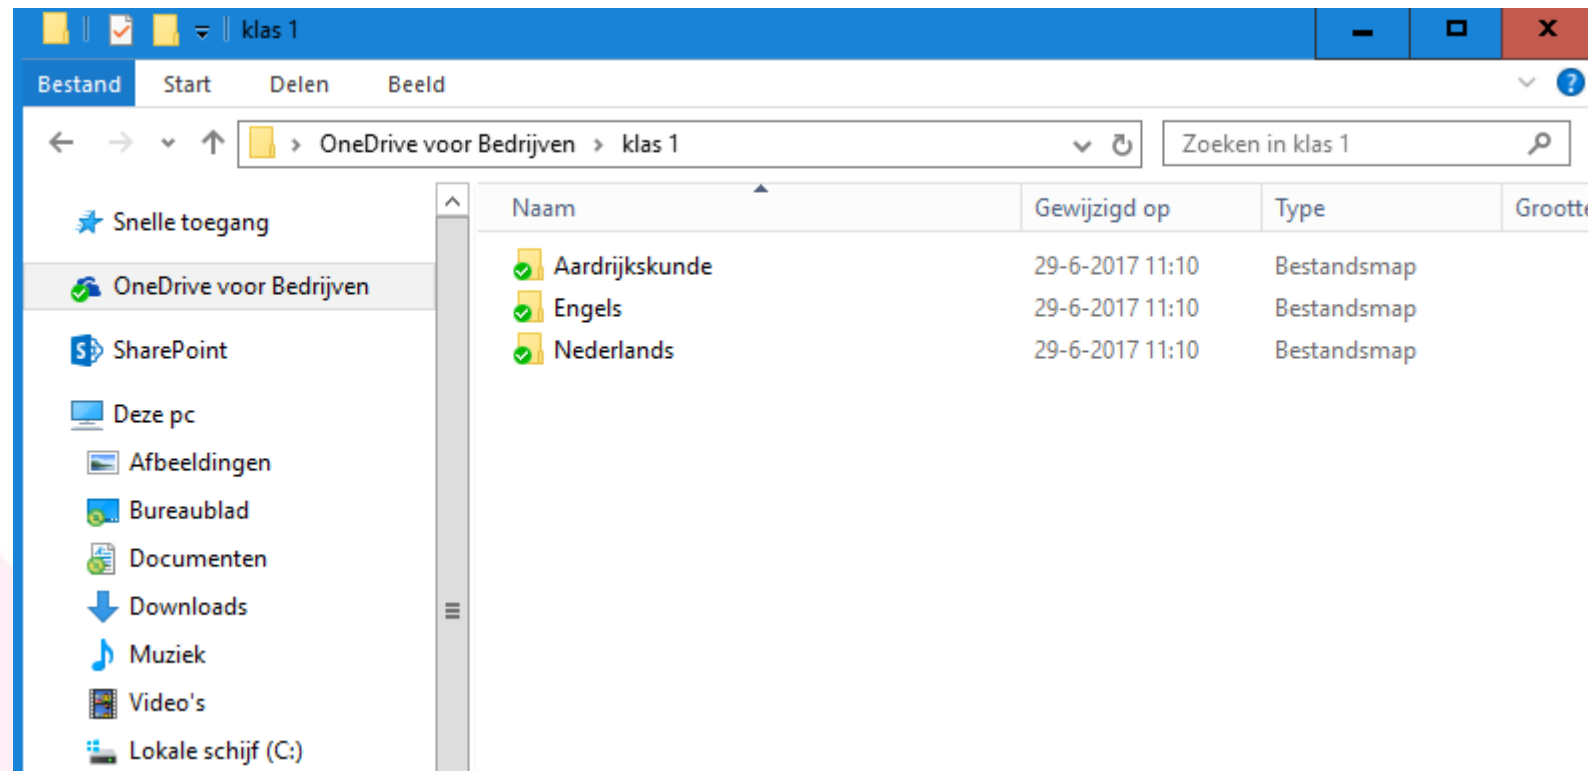 klas 1
Bestand Start Delen Beeld
OneDrive voor Bedrijven > klas 1 Zoeken in klas 1
Naam Gewijzigd op Type Grootte
Snelle toegang
OneDrive voor Bedrijven
SharePoint
Deze pc
Afbeeldingen
Bureaublad
Documenten
Downloads
Muziek
Video's
Lokale schijf (C:)
Aardrijkskunde 29-6-2017 11:10 Bestandsmap
Engels 29-6-2017 11:10 Bestandsmap
Nederlands 29-6-2017 11:10 Bestandsmap